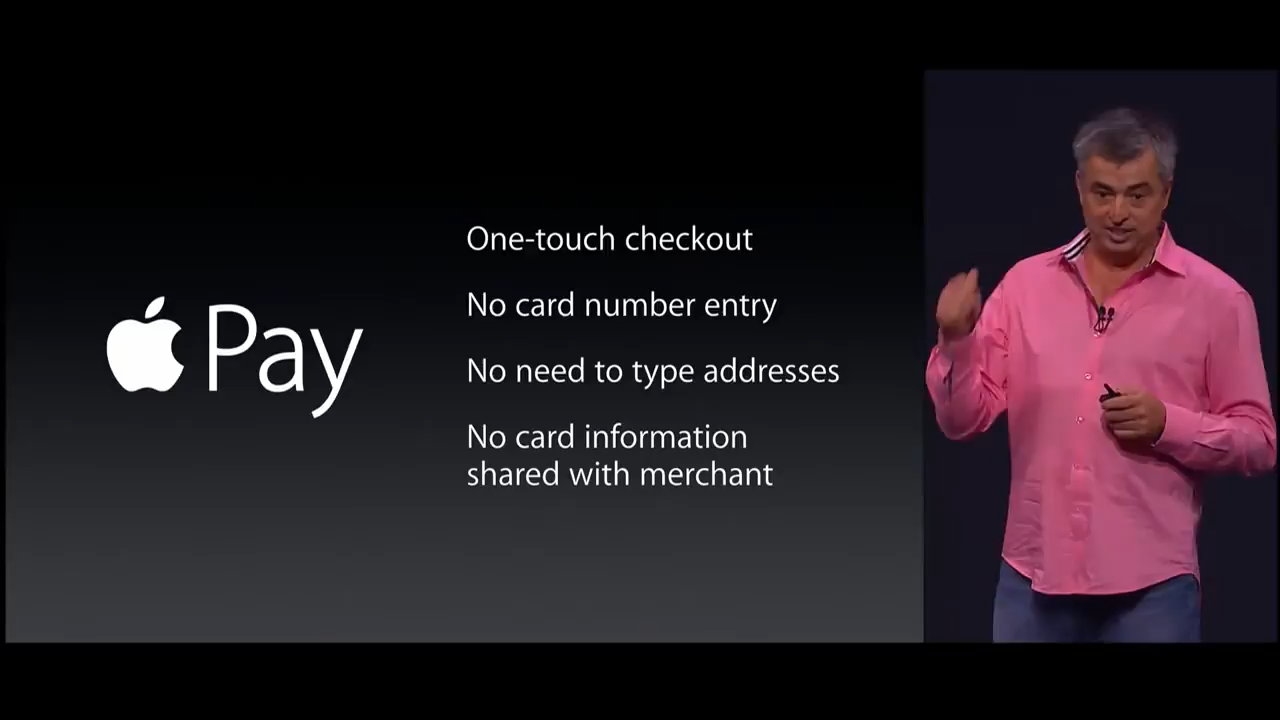 Pay
One-touch checkout
No card number entry
No need to type addresses
No card information
shared with merchant